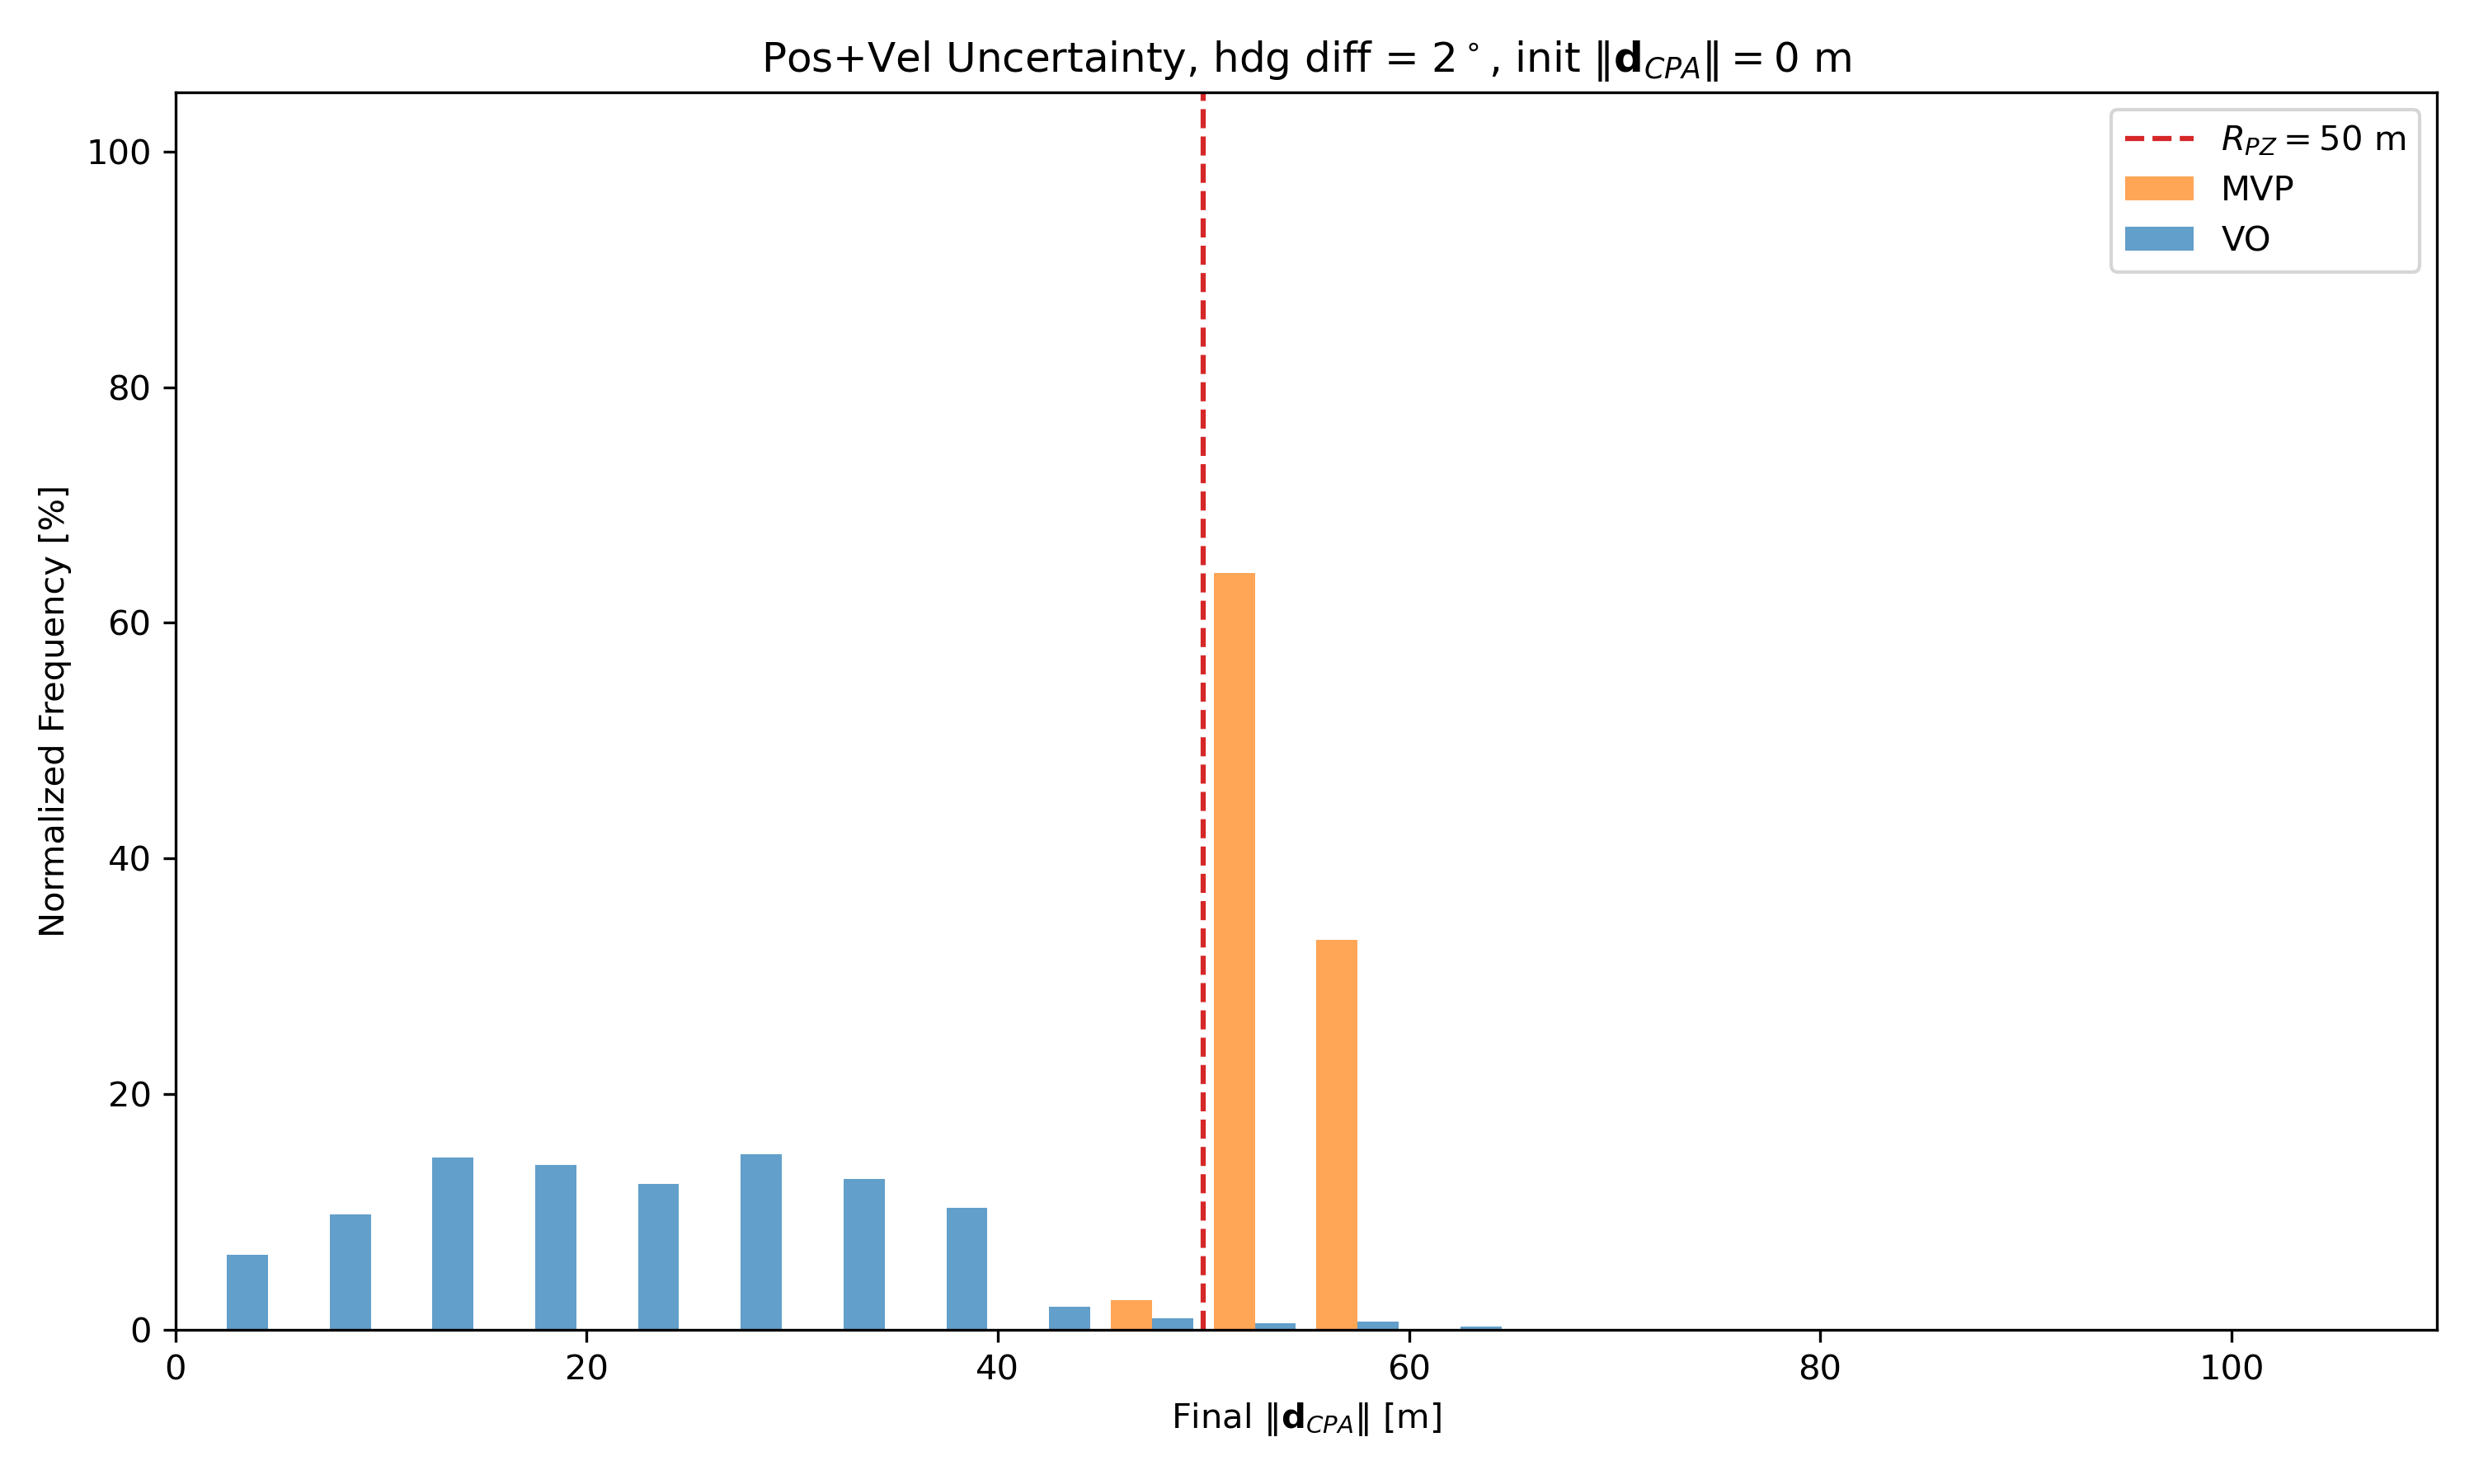 Pos+Vel Uncertainty, hdg diff = 2°, init ‖d_CPA‖ = 0 m
R_PZ = 50 m
MVP
VO
Normalized Frequency [%]
100
80
60
40
20
0
0 20 40 60 80 100
Final ‖d_CPA‖ [m]